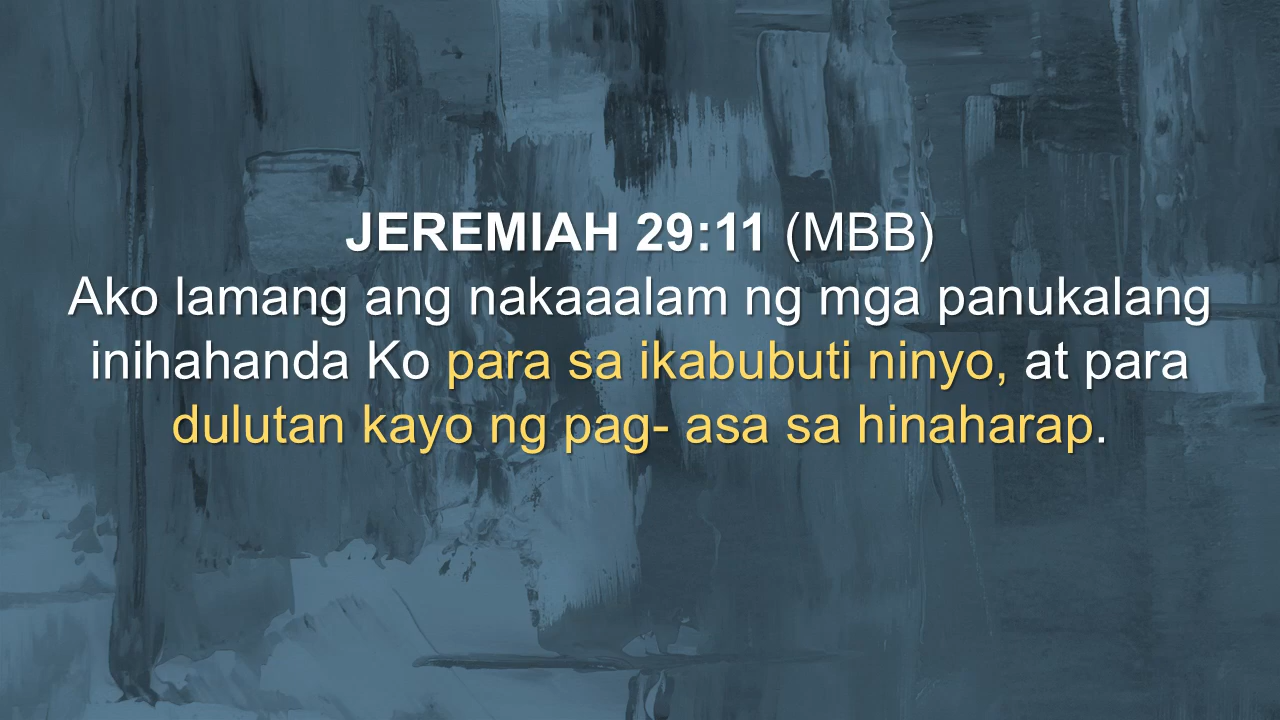 JEREMIAH 29:11 (MBB)
Ako lamang ang nakaaalam ng mga panukalang
inihahanda Ko para sa ikabubuti ninyo, at para
dulutan kayo ng pag- asa sa hinaharap.